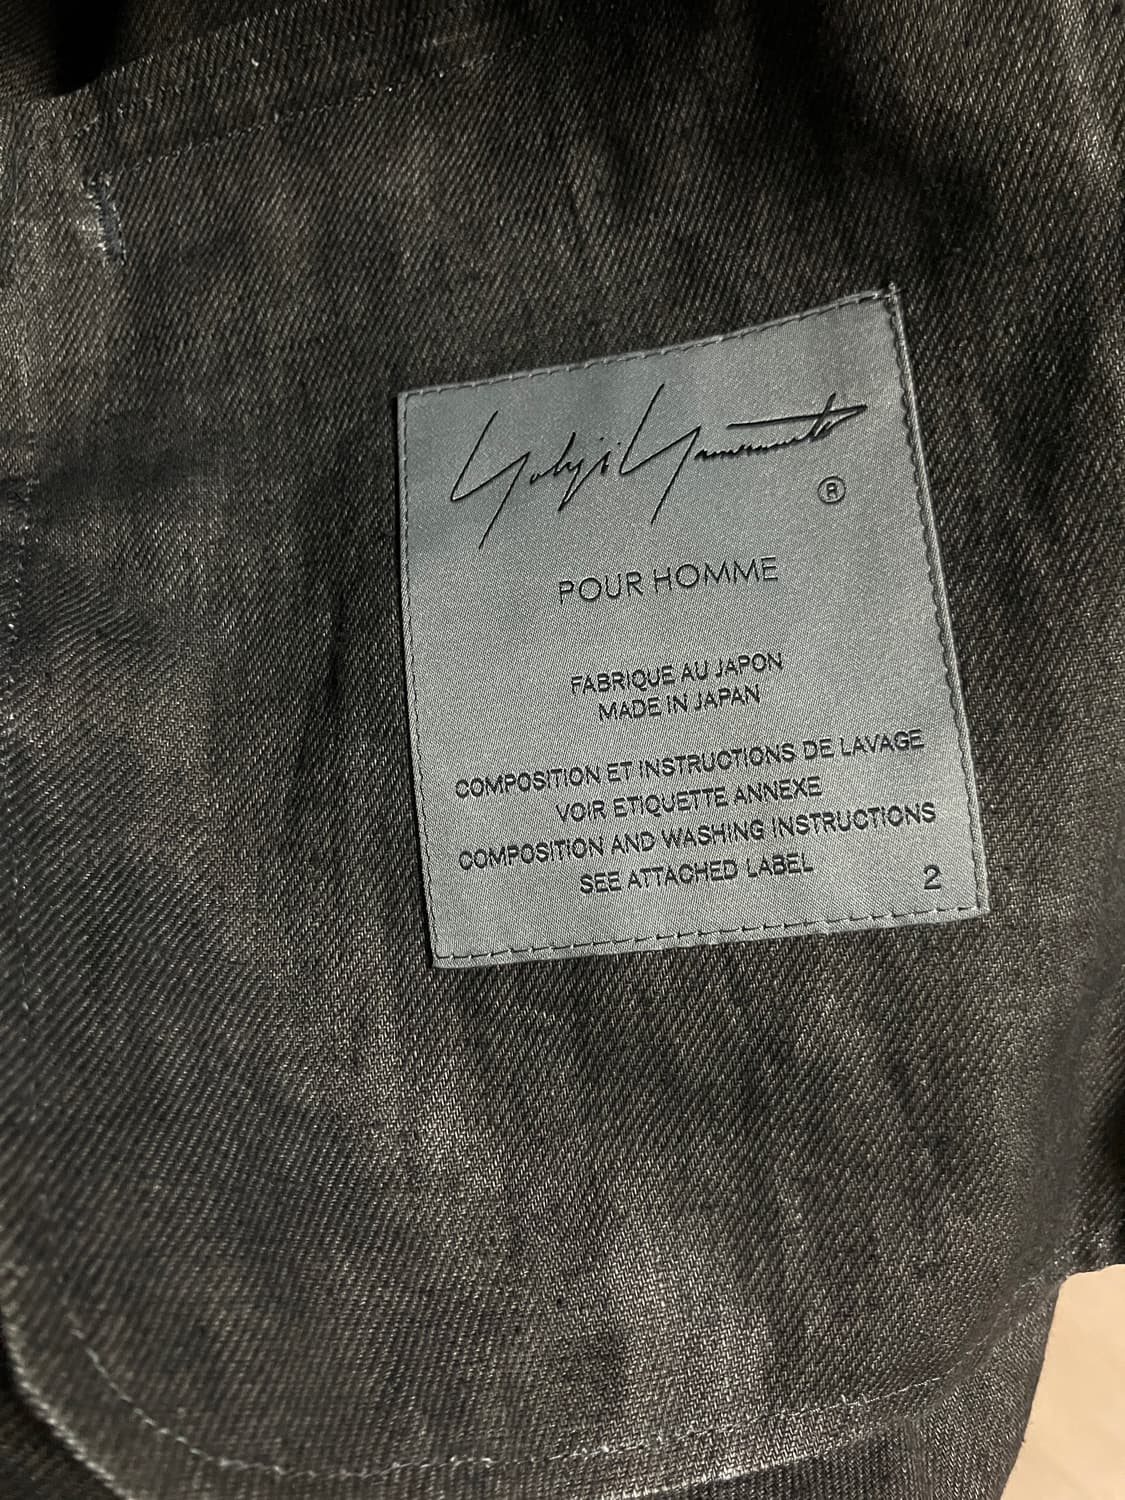 Yohji Yamamoto
®
POUR HOMME
FABRIQUE AU JAPON
MADE IN JAPAN
COMPOSITION ET INSTRUCTIONS DE LAVAGE
VOIR ETIQUETTE ANNEXE
COMPOSITION AND WASHING INSTRUCTIONS
SEE ATTACHED LABEL
2